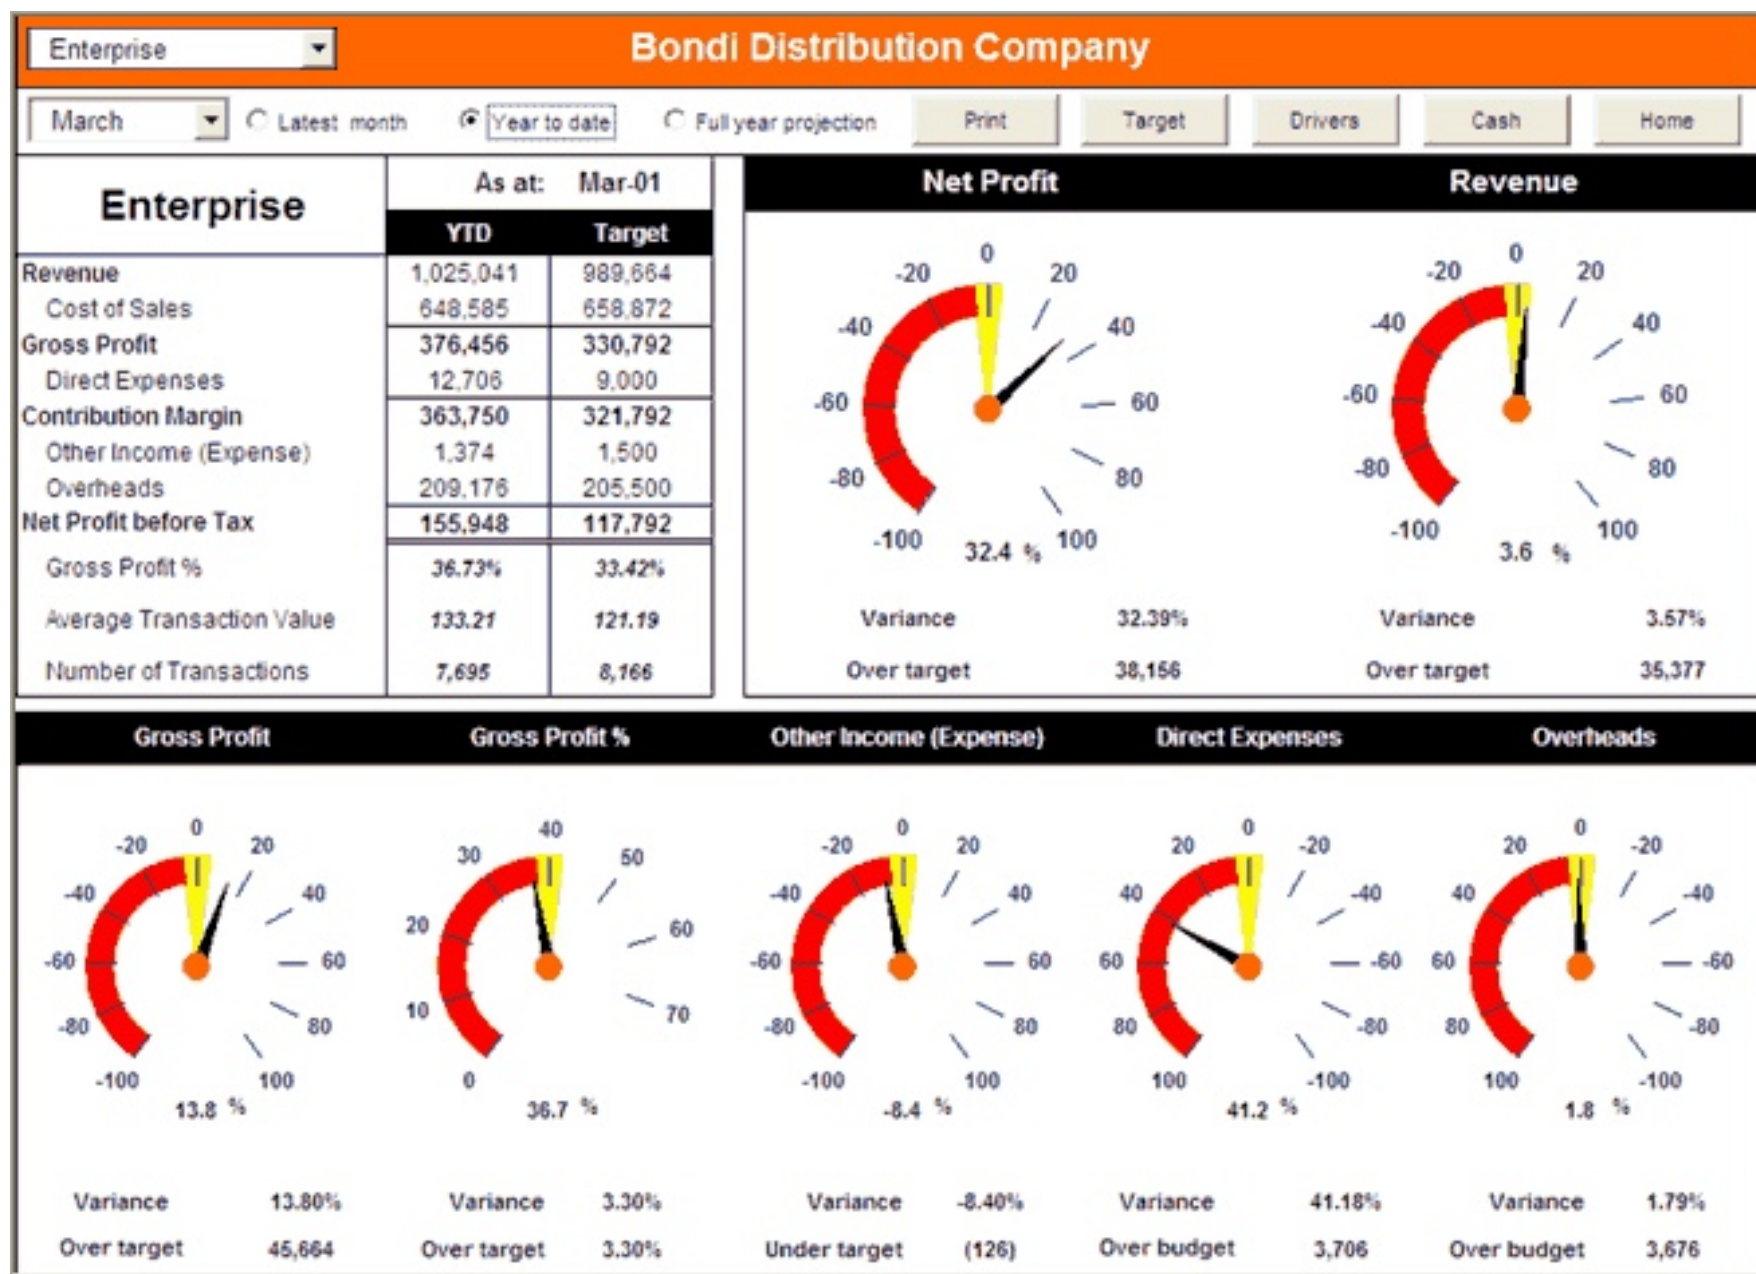 Enterprise
Bondi Distribution Company
March
Latest month
Year to date
Full year projection
Print
Target
Drivers
Cash
Home
Enterprise
As at: Mar-01
YTD Target
Revenue 1,025,041 989,664
Cost of Sales 648,585 658,872
Gross Profit 376,456 330,792
Direct Expenses 12,706 9,000
Contribution Margin 363,750 321,792
Other Income (Expense) 1,374 1,500
Overheads 209,176 205,500
Net Profit before Tax 155,948 117,792
Gross Profit % 36.73% 33.42%
Average Transaction Value 133.21 121.19
Number of Transactions 7,695 8,166
Net Profit
-100 -80 -60 -40 -20 0 20 40 60 80 100
32.4 %
Variance 32.39%
Over target 38,156
Revenue
-100 -80 -60 -40 -20 0 20 40 60 80 100
3.6 %
Variance 3.57%
Over target 35,377
Gross Profit
-100 -80 -60 -40 -20 0 20 40 60 80 100
13.8 %
Variance 13.80%
Over target 45,664
Gross Profit %
0 10 20 30 40 50 60 70
36.7 %
Variance 3.30%
Over target 3.30%
Other Income (Expense)
-100 -80 -60 -40 -20 0 20 40 60 80 100
-8.4 %
Variance -8.40%
Under target (126)
Direct Expenses
100 80 60 40 20 0 -20 -40 -60 -80 -100
41.2 %
Variance 41.18%
Over budget 3,706
Overheads
100 80 60 40 20 0 -20 -40 -60 -80 -100
1.8 %
Variance 1.79%
Over budget 3,676